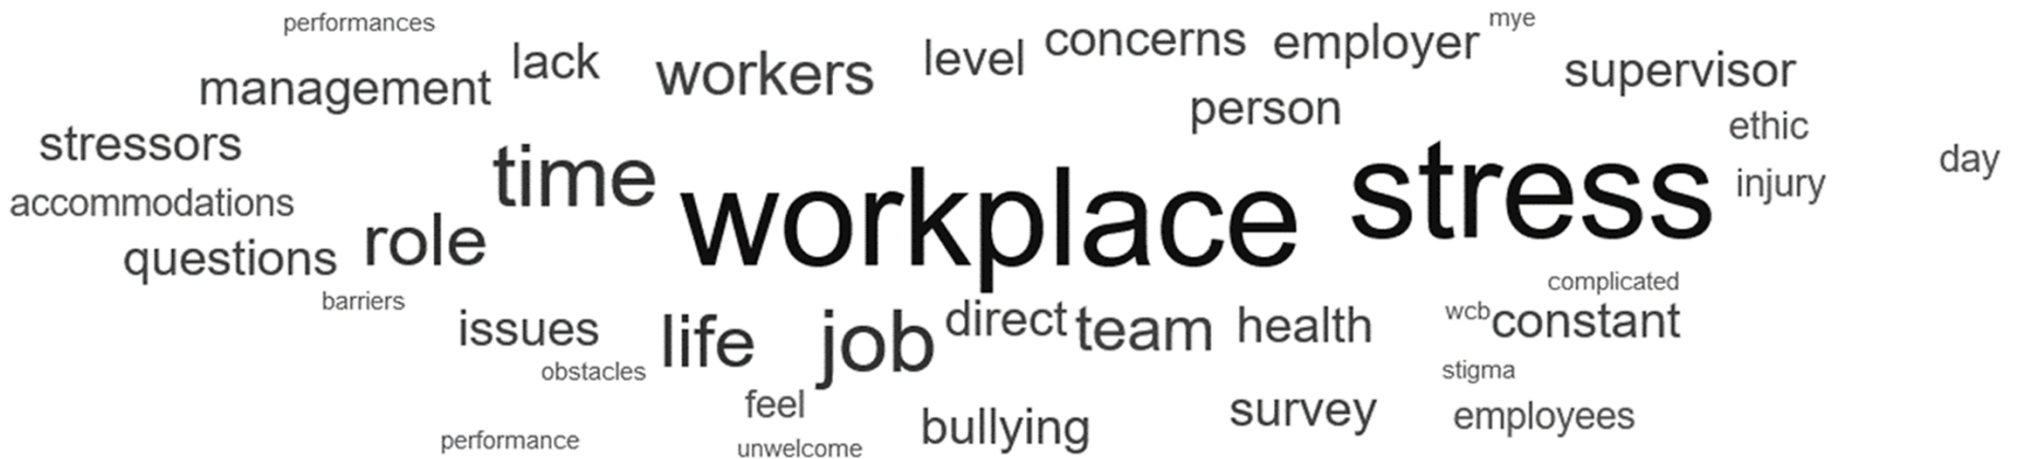 performances
mye
lack
workers
level
concerns
employer
management
supervisor
person
ethic
stressors
time
workplace
stress
injury
day
accommodations
questions
role
complicated
barriers
issues
life
job
direct
team
health
wcb
constant
obstacles
stigma
feel
bullying
survey
employees
performance
unwelcome